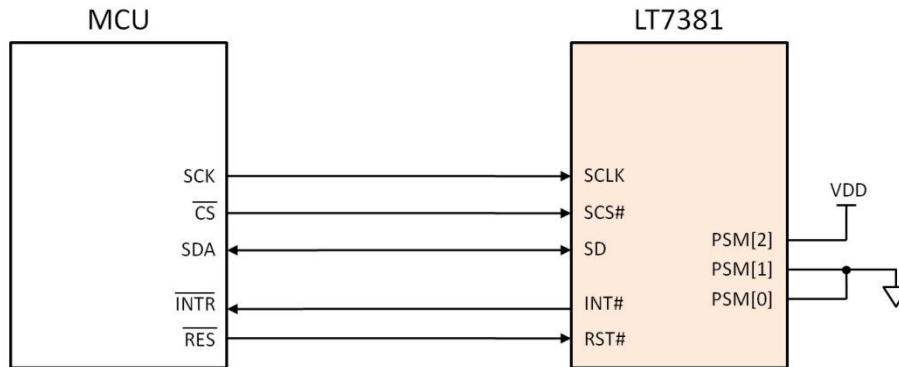 MCU
LT7381
SCK
SCLK
CS
SCS#
SDA
SD
INTR
INT#
RES
RST#
VDD
PSM[2]
PSM[1]
PSM[0]